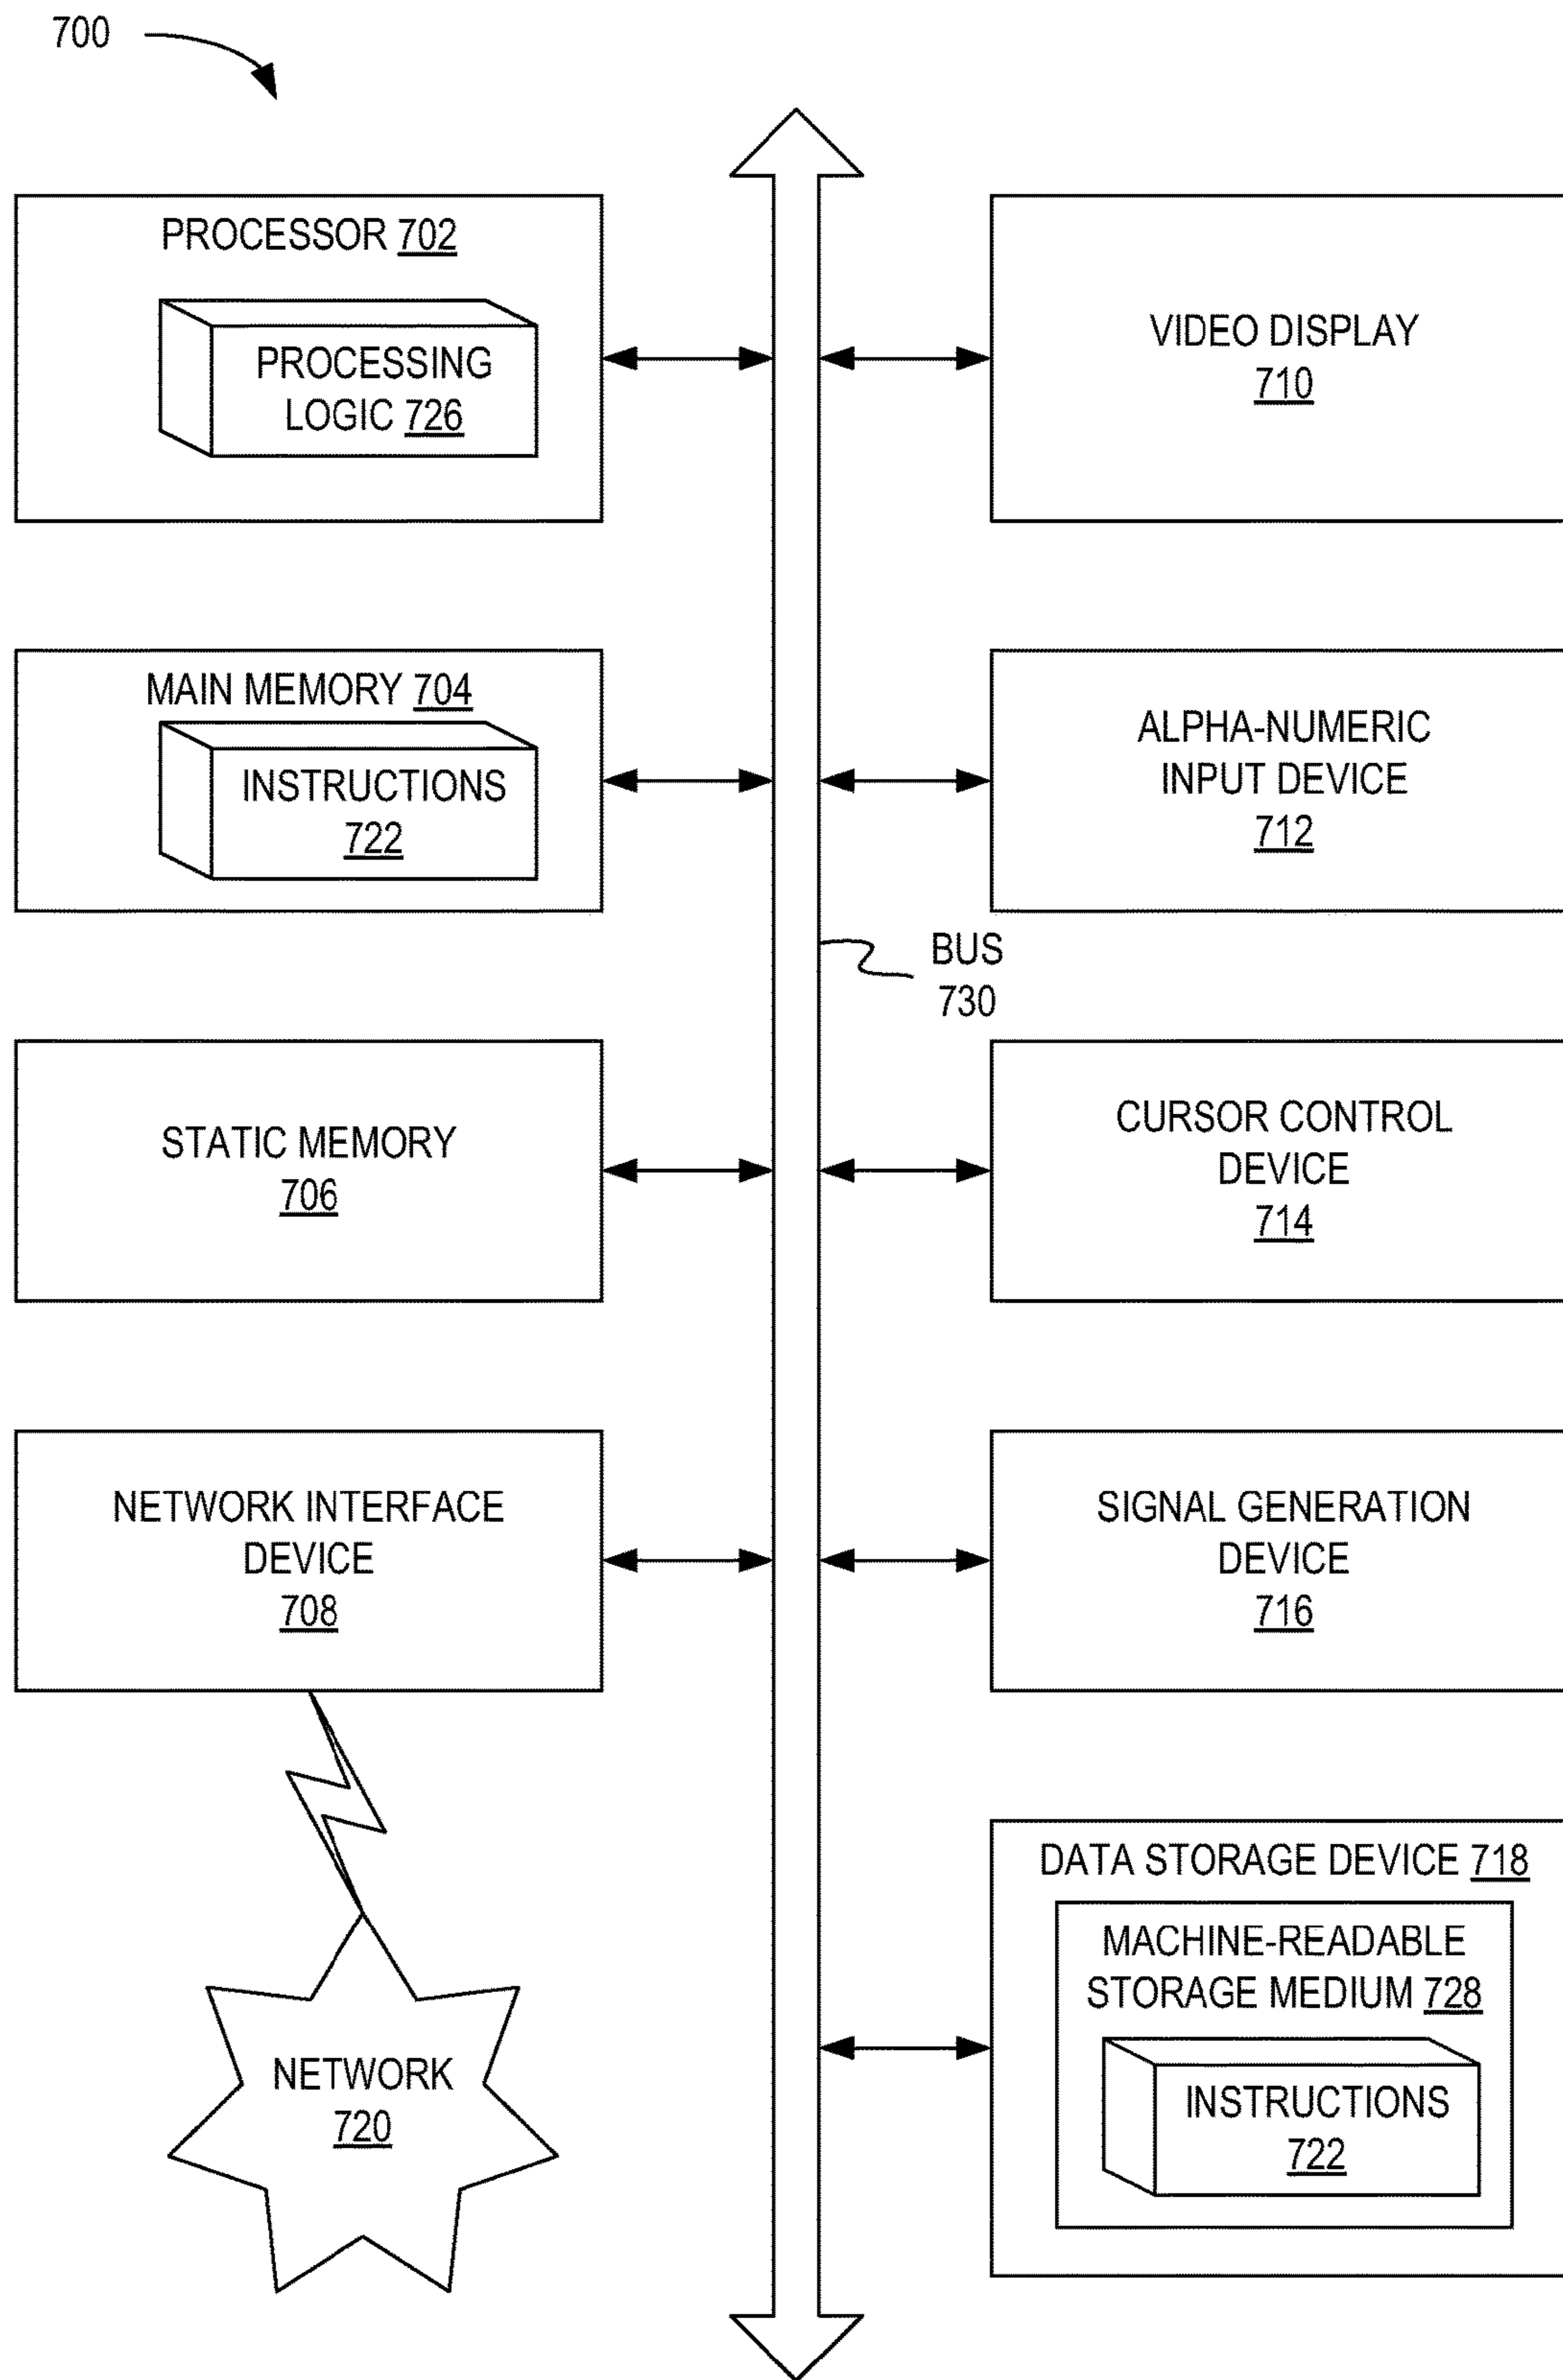 700
PROCESSOR 702
PROCESSING
LOGIC 726
VIDEO DISPLAY
710
MAIN MEMORY 704
INSTRUCTIONS
722
ALPHA-NUMERIC
INPUT DEVICE
712
BUS
730
STATIC MEMORY
706
CURSOR CONTROL
DEVICE
714
NETWORK INTERFACE
DEVICE
708
SIGNAL GENERATION
DEVICE
716
DATA STORAGE DEVICE 718
MACHINE-READABLE
STORAGE MEDIUM 728
INSTRUCTIONS
722
NETWORK
720